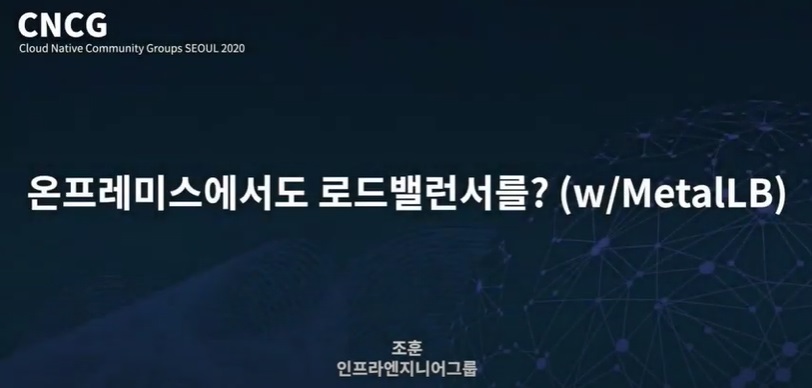 CNCG
Cloud Native Community Groups SEOUL 2020
온프레미스에서도 로드밸런서를? (w/MetalLB)
조훈
인프라엔지니어그룹